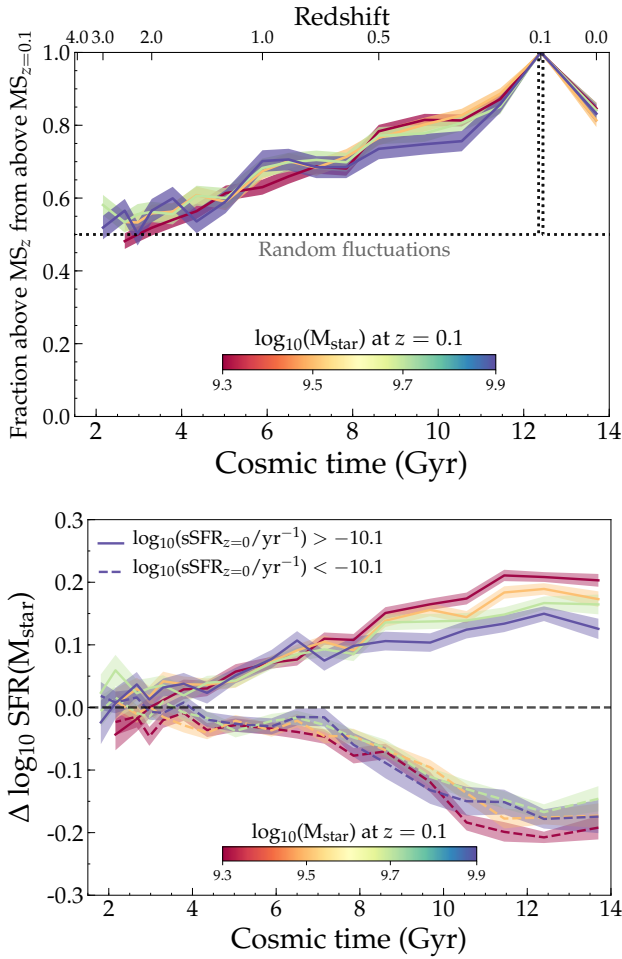 Redshift
4.0 3.0 2.0 1.0 0.5 0.1 0.0
Fraction above MS_z from above MS_z=0.1
1.0
0.8
0.6
0.4
0.2
0.0
Random fluctuations
log₁₀(M_star) at z = 0.1
9.3 9.5 9.7 9.9
2 4 6 8 10 12 14
Cosmic time (Gyr)
Δ log₁₀ SFR(M_star)
0.3
0.2
0.1
0.0
-0.1
-0.2
-0.3
log₁₀(sSFR_z=0/yr⁻¹) > −10.1
log₁₀(sSFR_z=0/yr⁻¹) < −10.1
log₁₀(M_star) at z = 0.1
9.3 9.5 9.7 9.9
2 4 6 8 10 12 14
Cosmic time (Gyr)